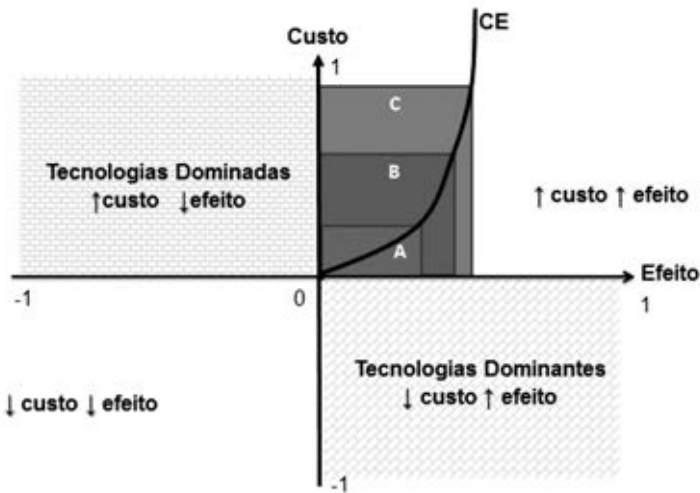 CE
Custo
1
C
Tecnologias Dominadas
↑custo ↓efeito
B
↑ custo ↑ efeito
A
Efeito
-1
0
1
Tecnologias Dominantes
↓ custo ↑ efeito
↓ custo ↓ efeito
-1